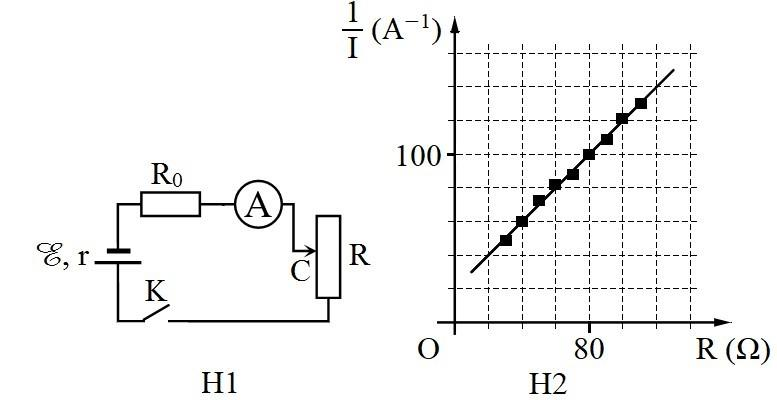 R₀
A
ℰ, r
C
R
K
H1
1/I (A⁻¹)
100
O
80
R (Ω)
H2